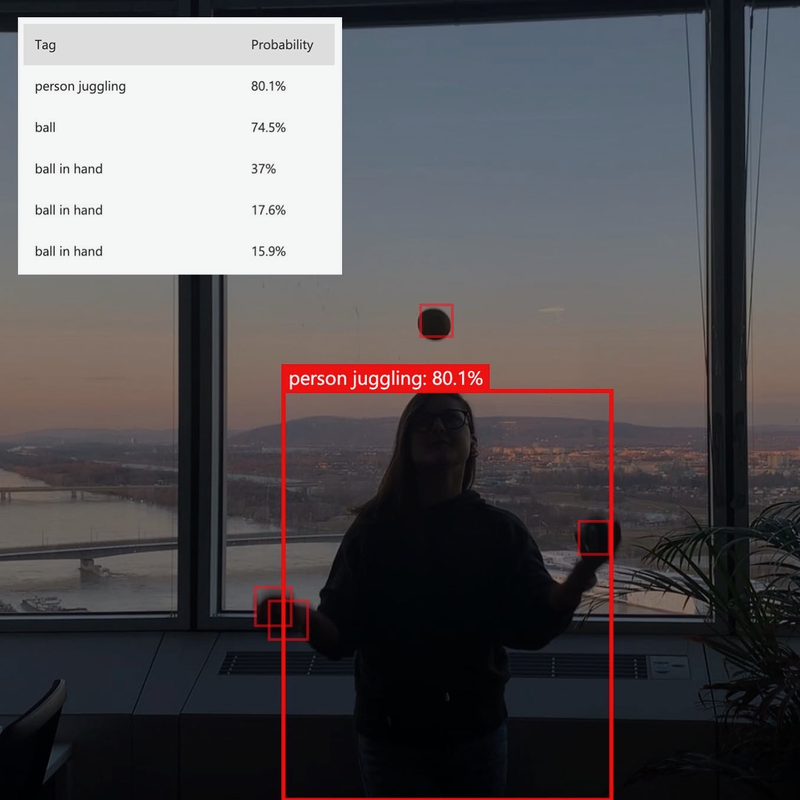 Tag Probability
person juggling 80.1%
ball 74.5%
ball in hand 37%
ball in hand 17.6%
ball in hand 15.9%
person juggling: 80.1%